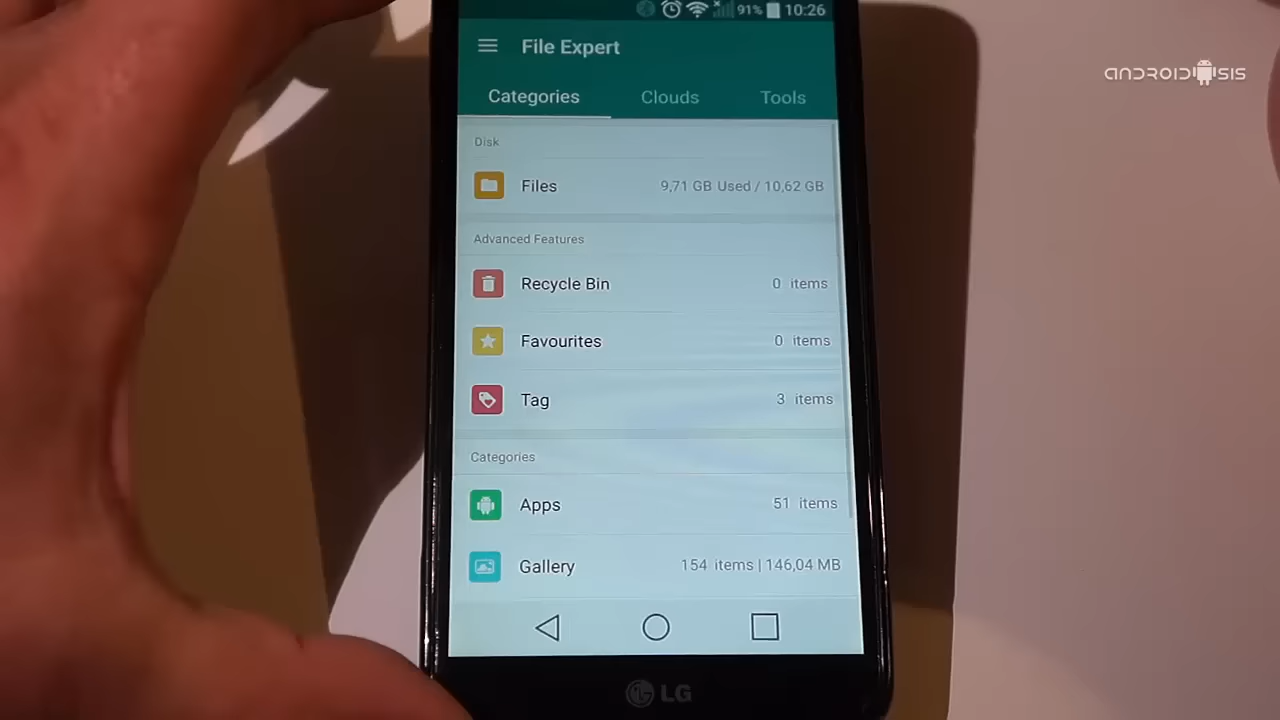 91% 10:26
File Expert
ANDROIDSIS
Categories Clouds Tools
Disk
Files 9,71 GB Used / 10,62 GB
Advanced Features
Recycle Bin 0 items
Favourites 0 items
Tag 3 items
Categories
Apps 51 items
Gallery 154 items | 146,04 MB
LG